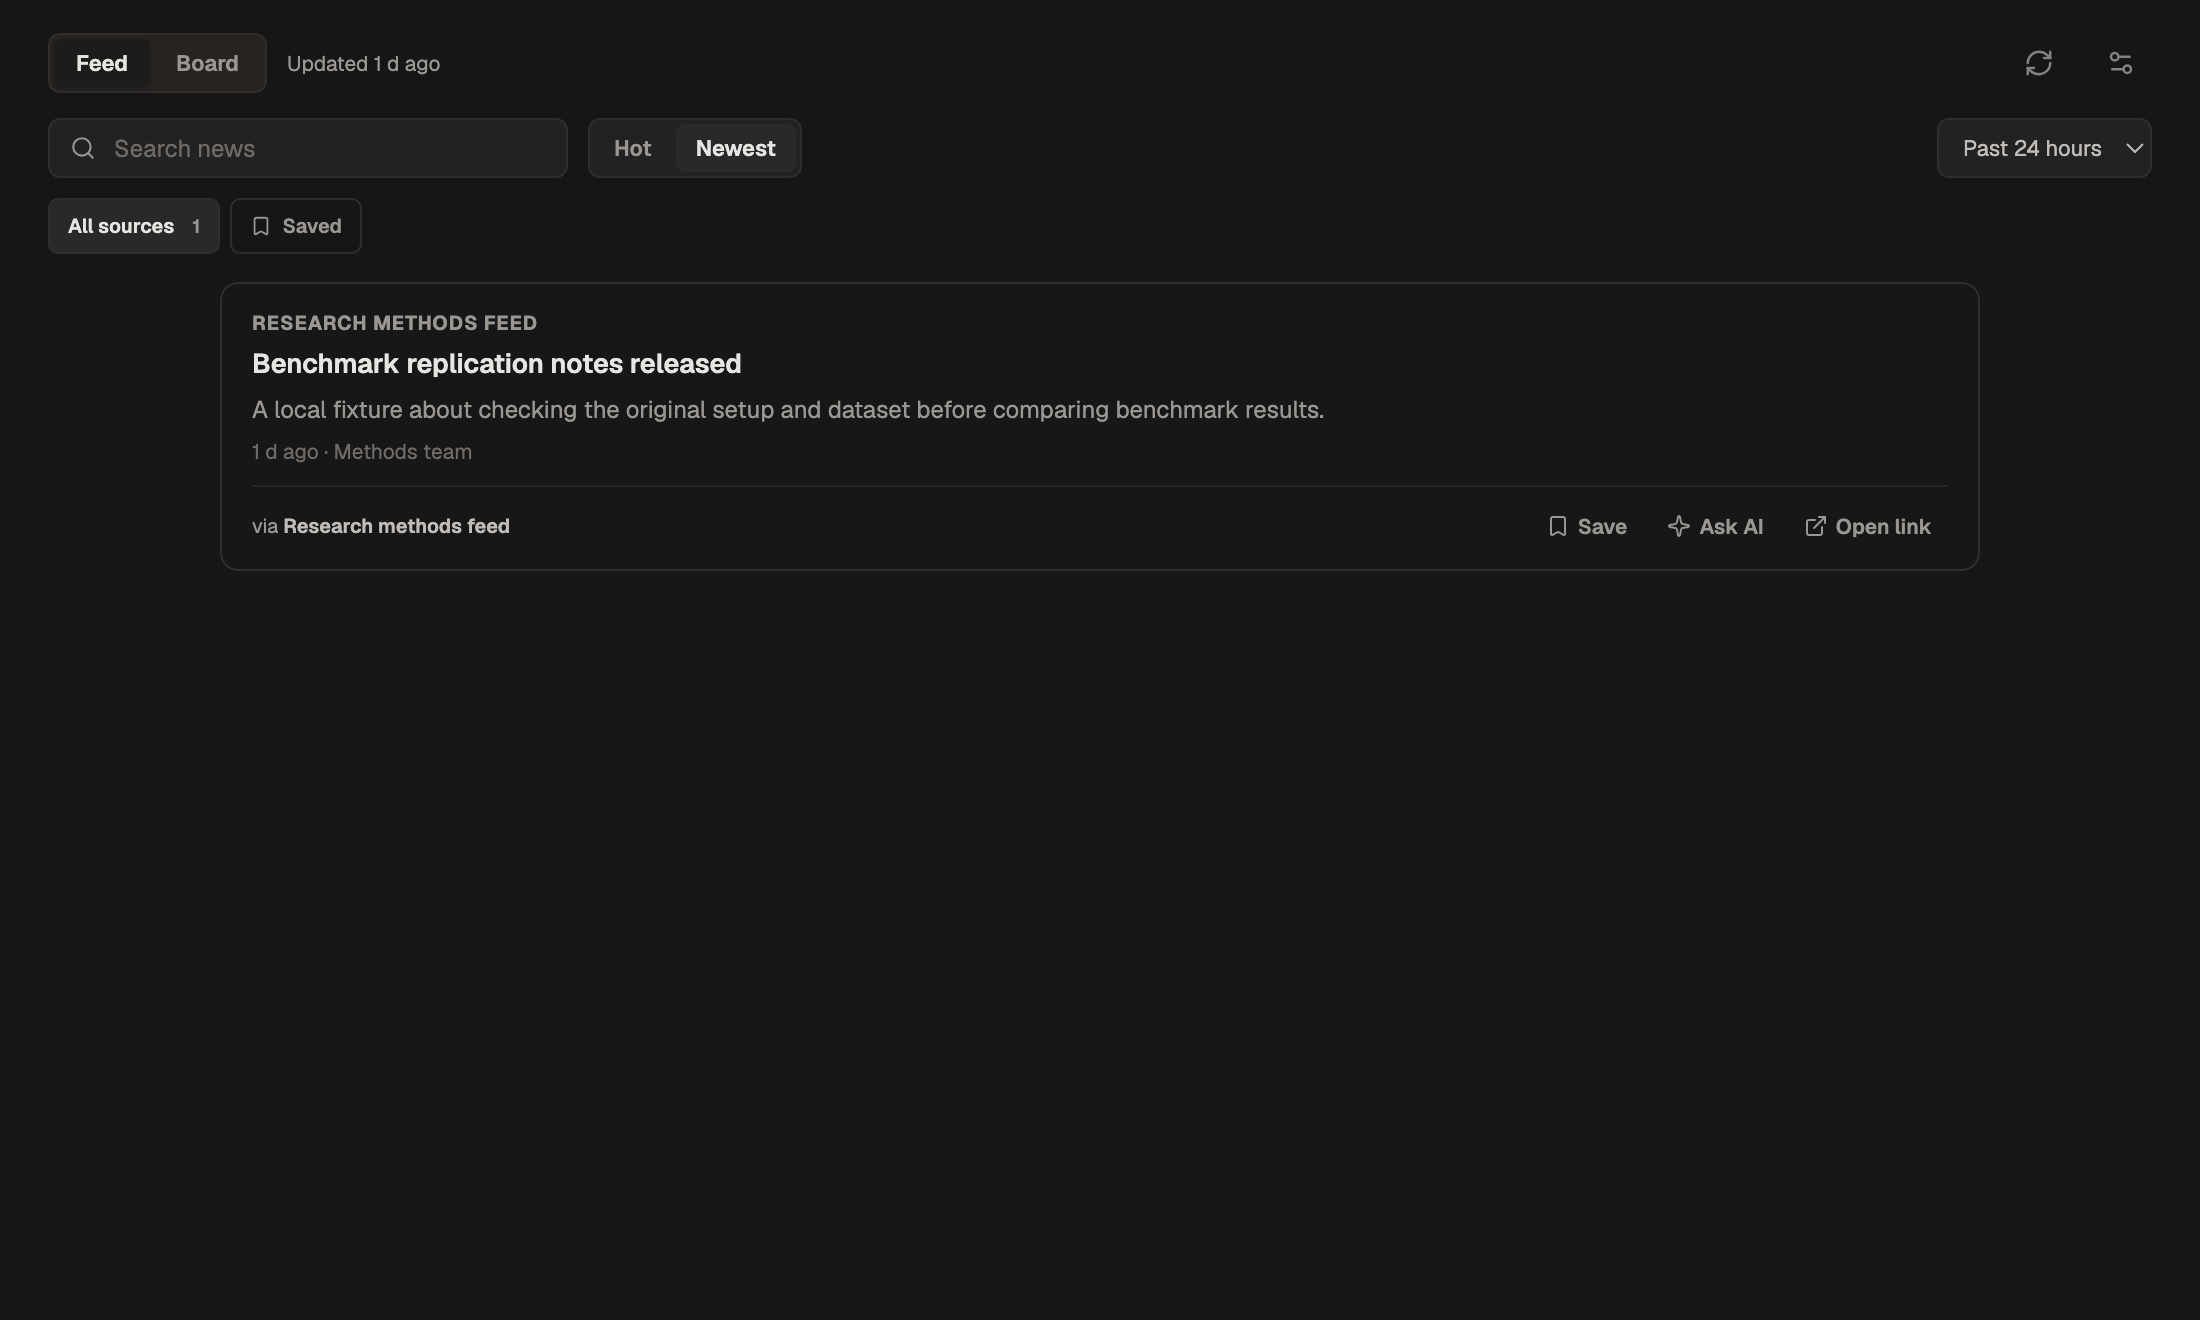 Feed Board Updated 1 d ago
Search news Hot Newest Past 24 hours
All sources 1 Saved
RESEARCH METHODS FEED
Benchmark replication notes released
A local fixture about checking the original setup and dataset before comparing benchmark results.
1 d ago · Methods team
via Research methods feed Save Ask AI Open link